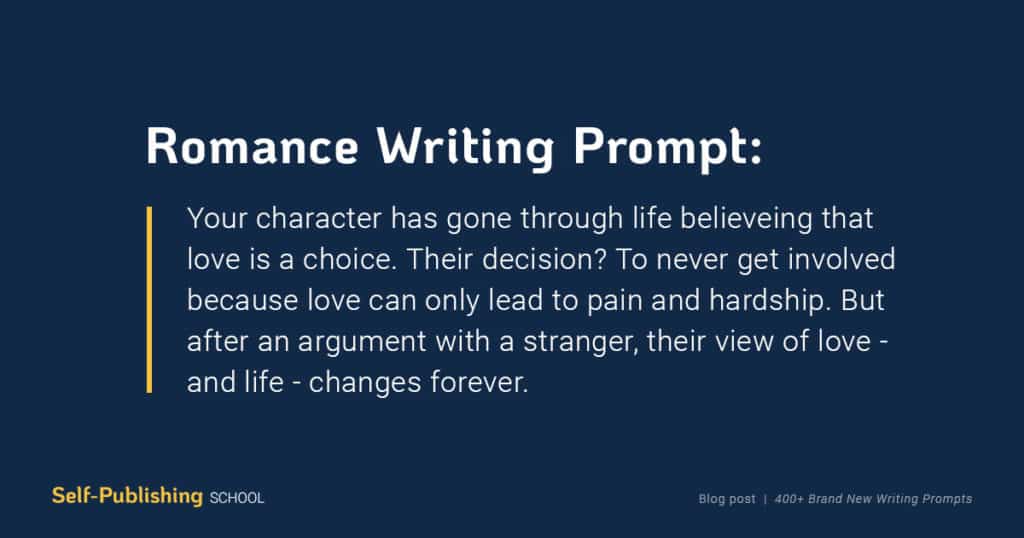 Romance Writing Prompt:
Your character has gone through life believeing that
love is a choice. Their decision? To never get involved
because love can only lead to pain and hardship. But
after an argument with a stranger, their view of love -
and life - changes forever.
Self-Publishing SCHOOL
Blog post | 400+ Brand New Writing Prompts